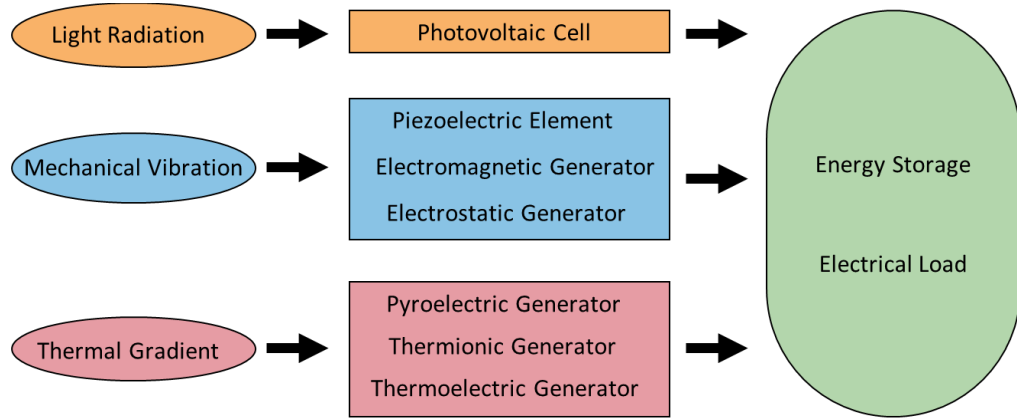 Light Radiation
Photovoltaic Cell
Mechanical Vibration
Piezoelectric Element
Electromagnetic Generator
Electrostatic Generator
Thermal Gradient
Pyroelectric Generator
Thermionic Generator
Thermoelectric Generator
Energy Storage
Electrical Load